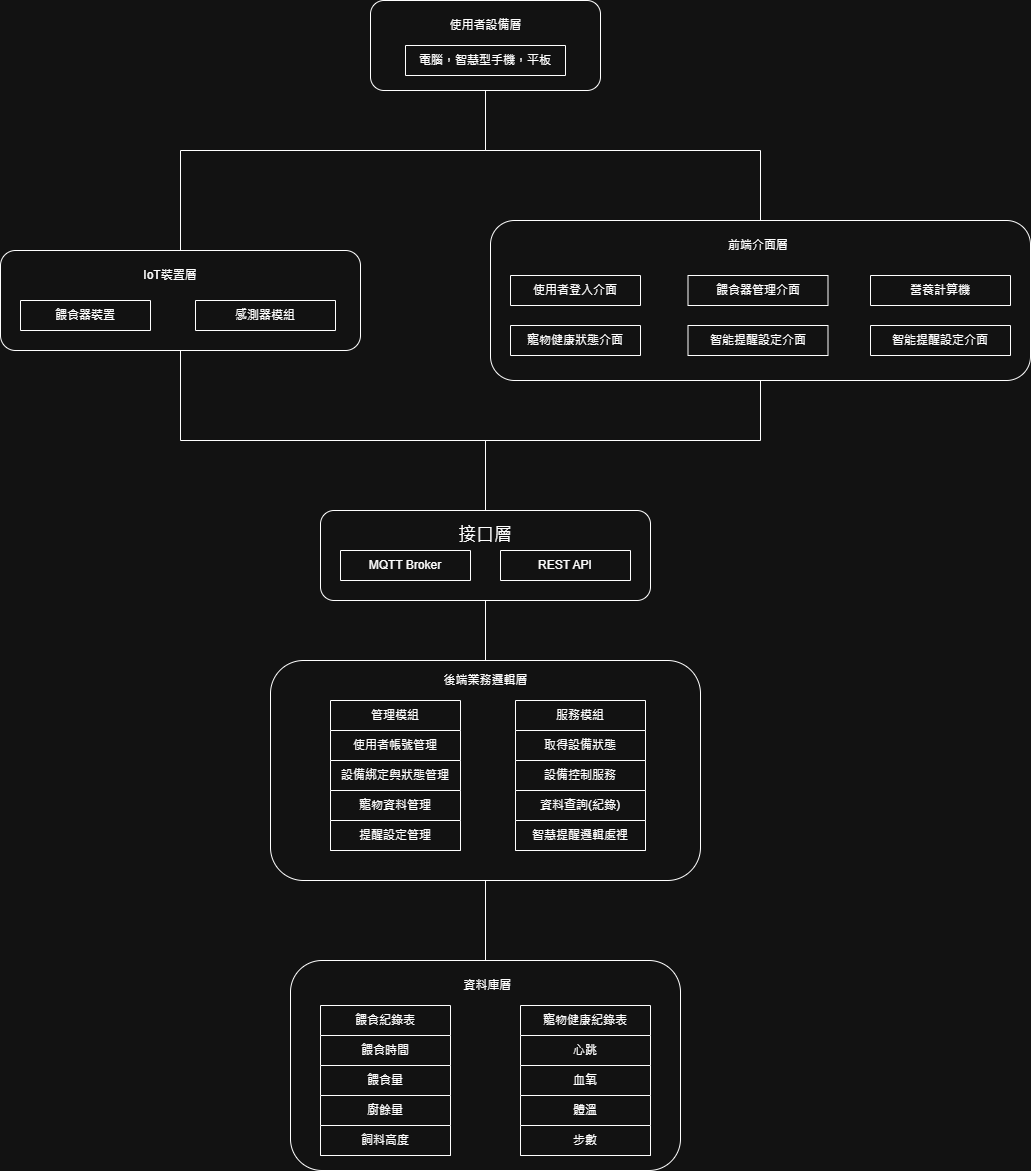 使用者設備層
電腦，智慧型手機，平板
IoT裝置層
餵食器裝置
感測器模組
前端介面層
使用者登入介面
餵食器管理介面
營養計算機
寵物健康狀態介面
智能提醒設定介面
智能提醒設定介面
接口層
MQTT Broker
REST API
後端業務邏輯層
管理模組
使用者帳號管理
設備綁定與狀態管理
寵物資料管理
提醒設定管理
服務模組
取得設備狀態
設備控制服務
資料查詢(紀錄)
智慧提醒邏輯處裡
資料庫層
餵食紀錄表
餵食時間
餵食量
廚餘量
飼料高度
寵物健康紀錄表
心跳
血氧
體溫
步數